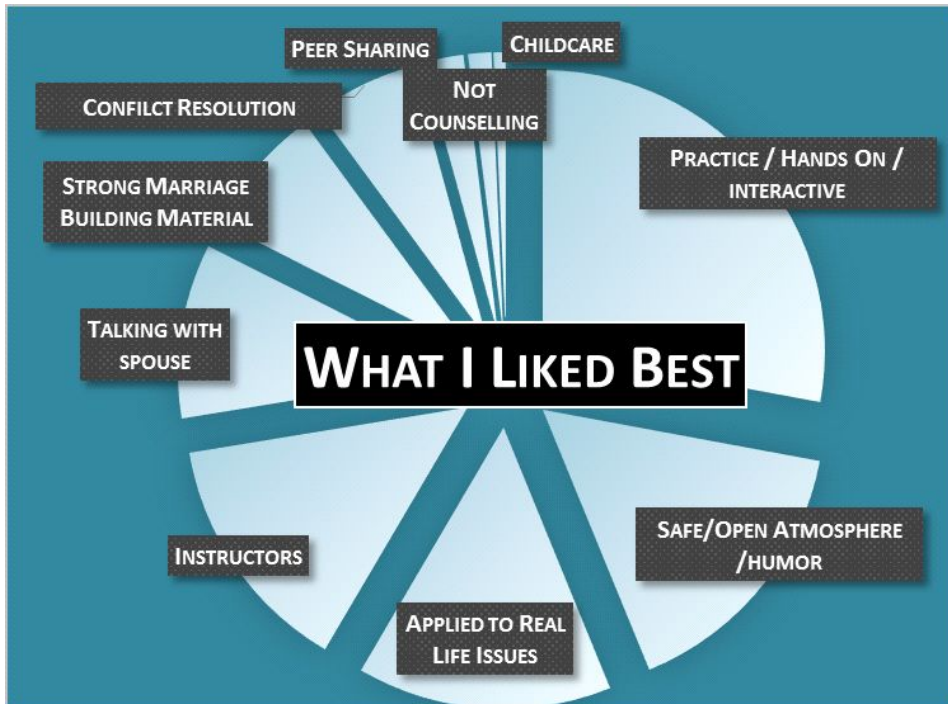 PEER SHARING
CHILDCARE
CONFILCT RESOLUTION
NOT
COUNSELLING
PRACTICE / HANDS ON /
INTERACTIVE
STRONG MARRIAGE
BUILDING MATERIAL
TALKING WITH
SPOUSE
WHAT I LIKED BEST
SAFE/OPEN ATMOSPHERE
/HUMOR
INSTRUCTORS
APPLIED TO REAL
LIFE ISSUES